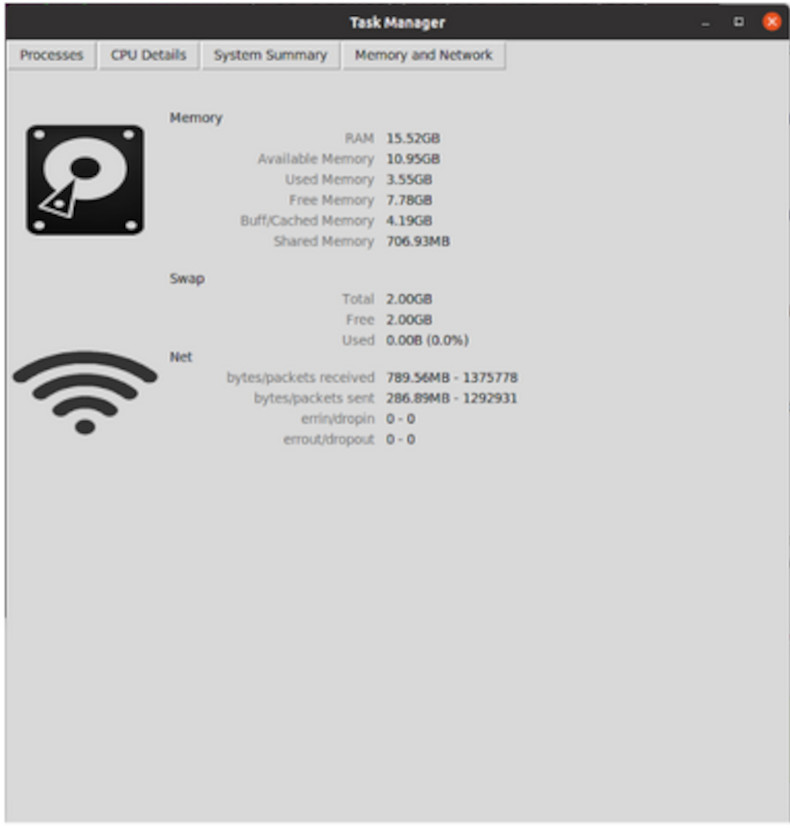 Task Manager
Processes CPU Details System Summary Memory and Network
Memory
RAM 15.52GB
Available Memory 10.95GB
Used Memory 3.55GB
Free Memory 7.78GB
Buff/Cached Memory 4.19GB
Shared Memory 706.93MB
Swap
Total 2.00GB
Free 2.00GB
Used 0.00B (0.0%)
Net
bytes/packets received 789.56MB - 1375778
bytes/packets sent 286.89MB - 1292931
errin/dropin 0 - 0
errout/dropout 0 - 0